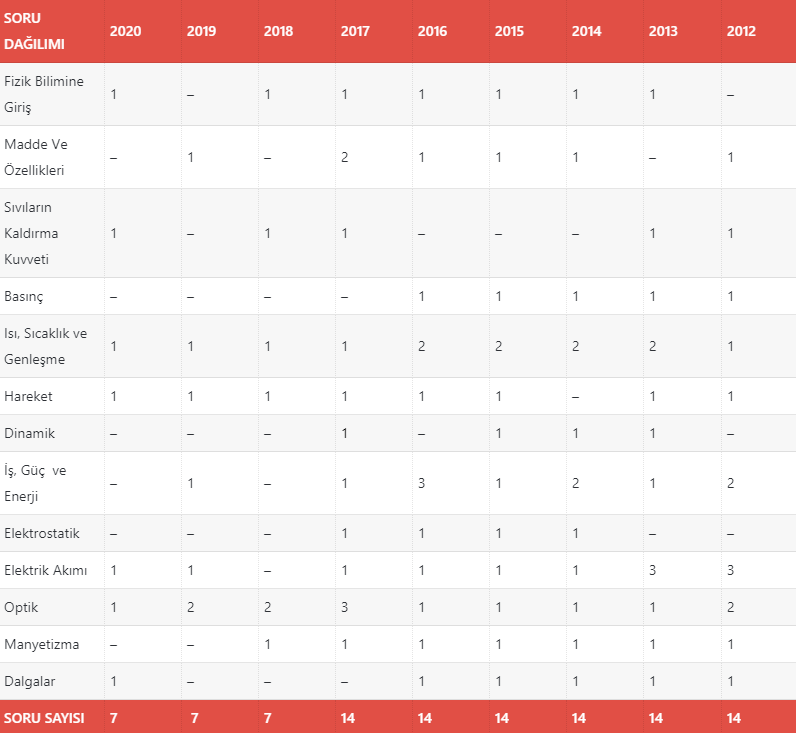 SORU DAĞILIMI 2020 2019 2018 2017 2016 2015 2014 2013 2012
Fizik Bilimine Giriş 1 – 1 1 1 1 1 1 –
Madde Ve Özellikleri – 1 – 2 1 1 1 – 1
Sıvıların Kaldırma Kuvveti 1 – 1 1 – – – 1 1
Basınç – – – – 1 1 1 1 1
Isı, Sıcaklık ve Genleşme 1 1 1 1 2 2 2 2 1
Hareket 1 1 1 1 1 1 – 1 1
Dinamik – – – 1 – 1 1 1 –
İş, Güç ve Enerji – 1 – 1 3 1 2 1 2
Elektrostatik – – – 1 1 1 1 – –
Elektrik Akımı 1 1 – 1 1 1 1 3 3
Optik 1 2 2 3 1 1 1 1 2
Manyetizma – – 1 1 1 1 1 1 1
Dalgalar 1 – – – 1 1 1 1 1
SORU SAYISI 7 7 7 14 14 14 14 14 14